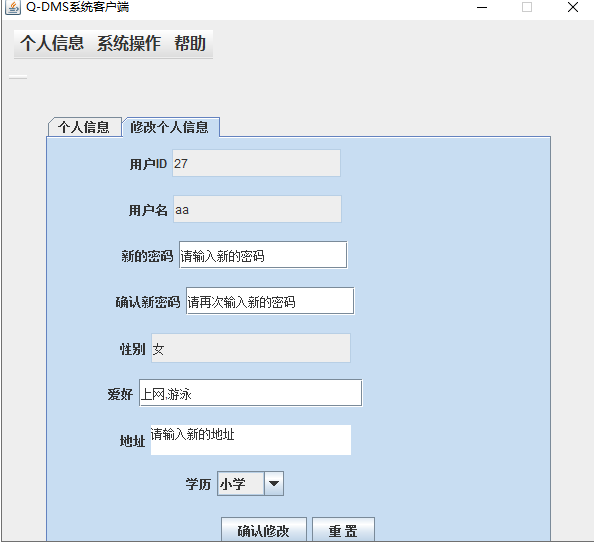 Q-DMS系统客户端
个人信息 系统操作 帮助
个人信息 修改个人信息
用户ID 27
用户名 aa
新的密码 请输入新的密码
确认新密码 请再次输入新的密码
性别 女
爱好 上网,游泳
地址 请输入新的地址
学历 小学
确认修改 重 置